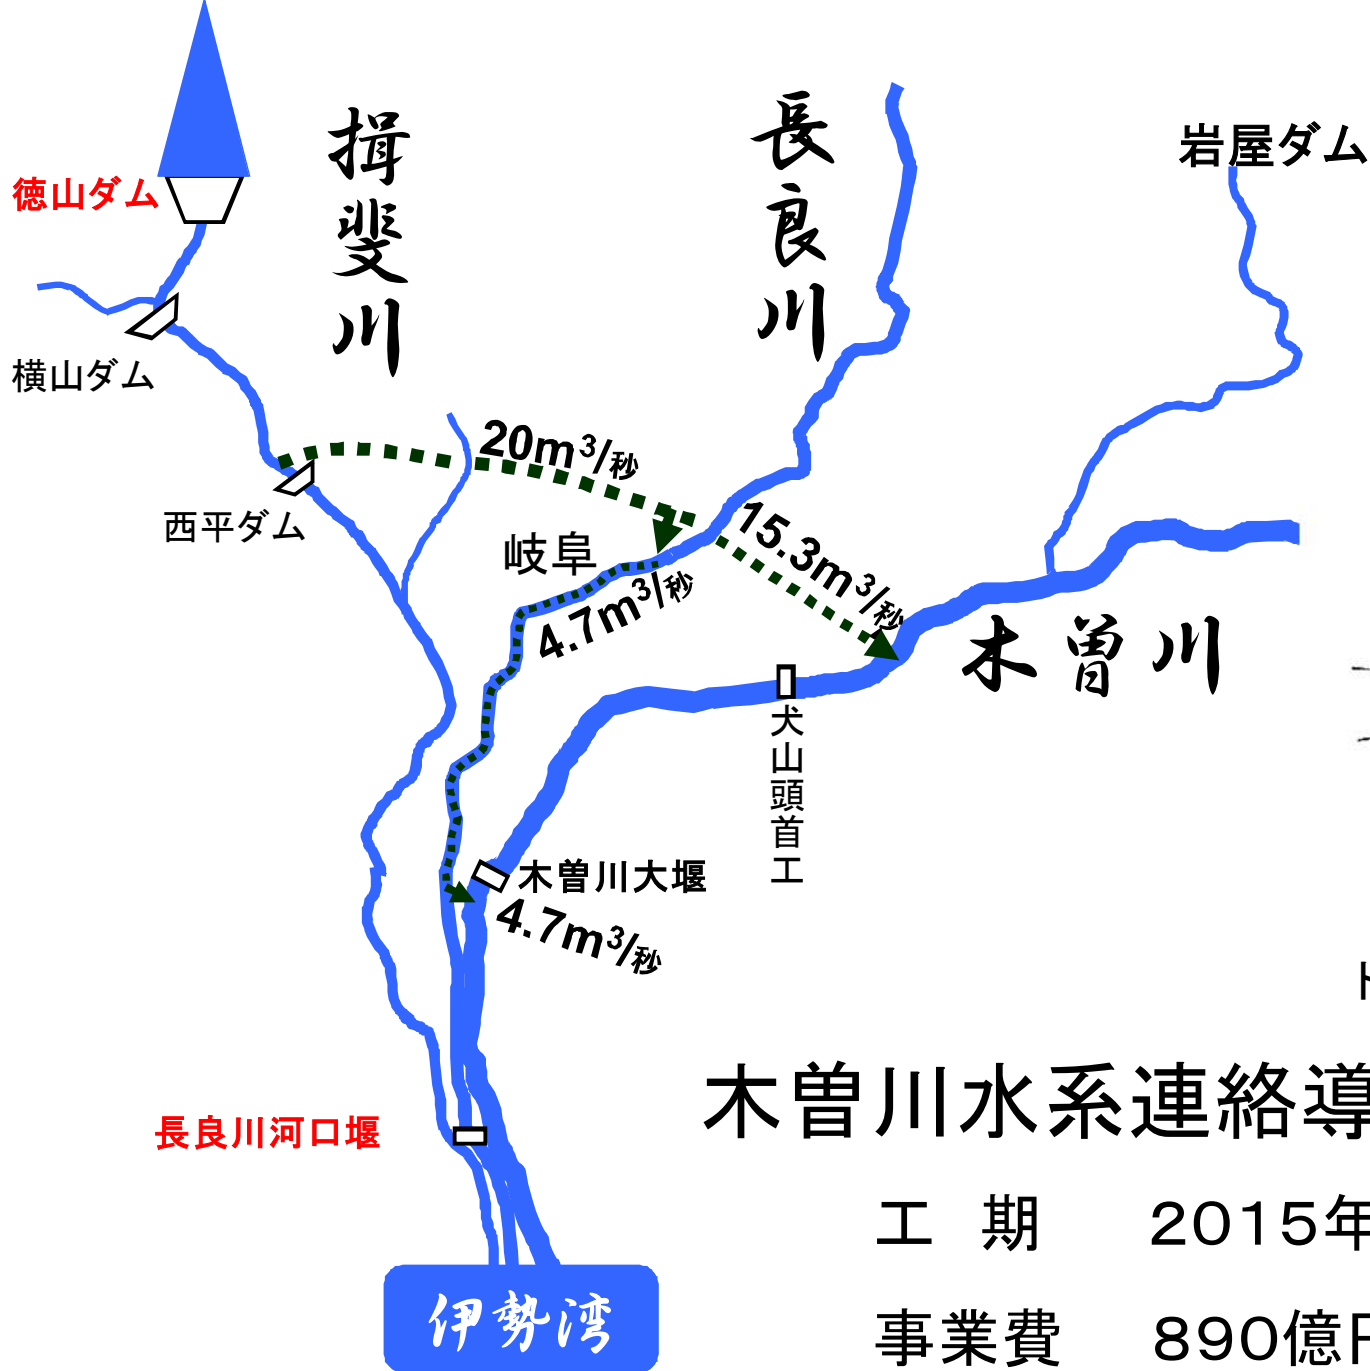 揖斐川
長良川
岩屋ダム
徳山ダム
横山ダム
20m³/秒
西平ダム
岐阜
15.3m³/秒
4.7m³/秒
木曽川
犬山頭首工
木曽川大堰
4.7m³/秒
木曽川水系連絡導
長良川河口堰
工 期 2015年
事業費 890億
伊勢湾